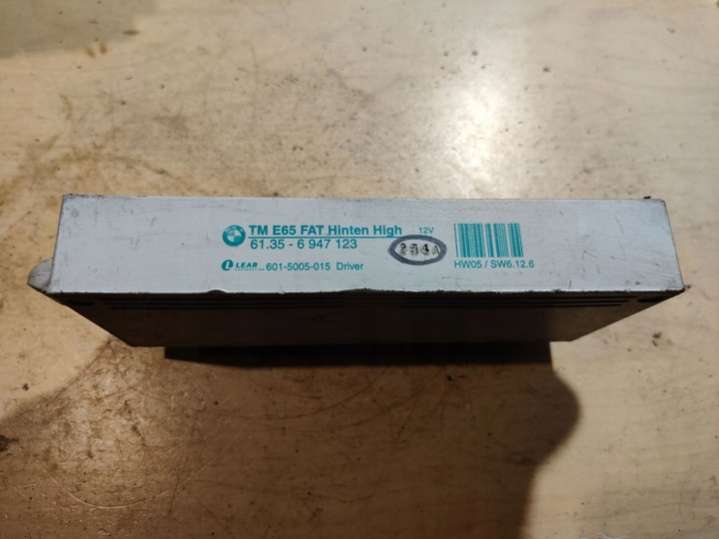 TM E65 FAT Hinten High 12V
61.35 - 6 947 123
LEAR 601-5005-015 Driver
HW05 / SW6.12.6